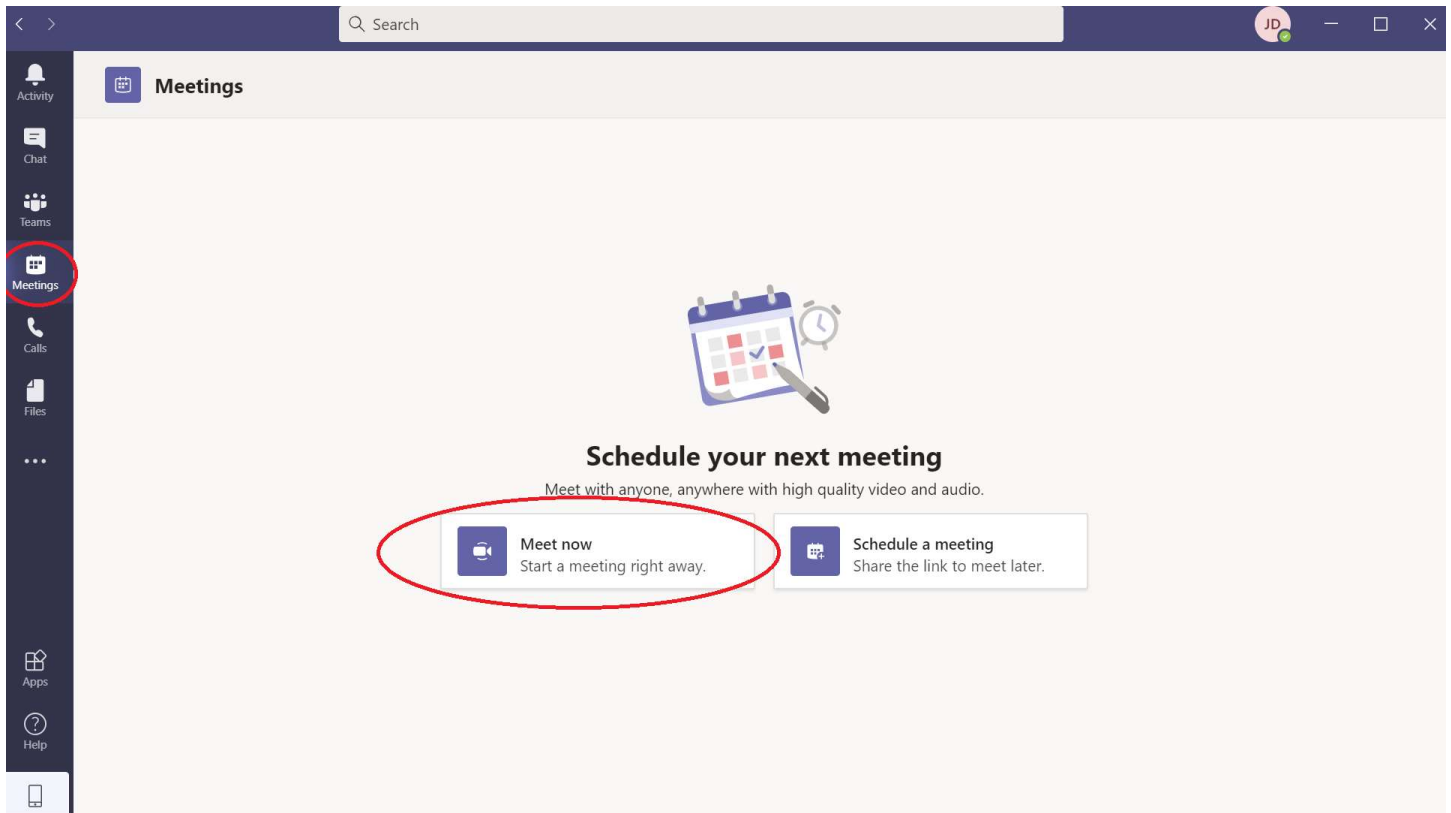 Search
JD
Activity
Meetings
Chat
Teams
Meetings
Calls
Files
Schedule your next meeting
Meet with anyone, anywhere with high quality video and audio.
Meet now
Start a meeting right away.
Schedule a meeting
Share the link to meet later.
Apps
Help